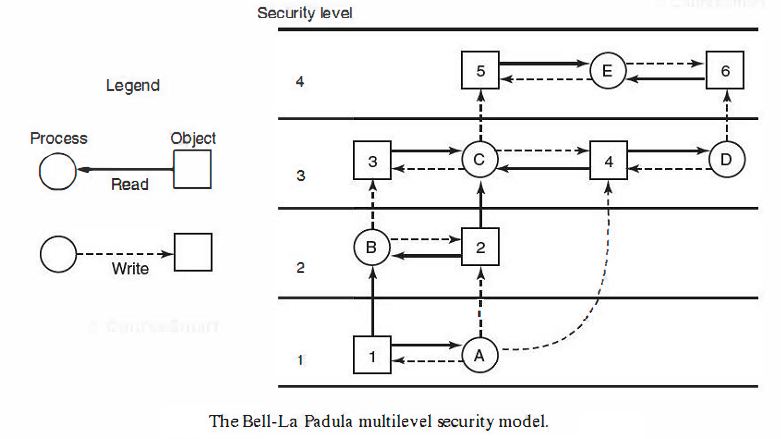 Security level
Legend
Process Object
Read
Write
4
5 E 6
3
3 C 4 D
2
B 2
1
1 A
The Bell-La Padula multilevel security model.